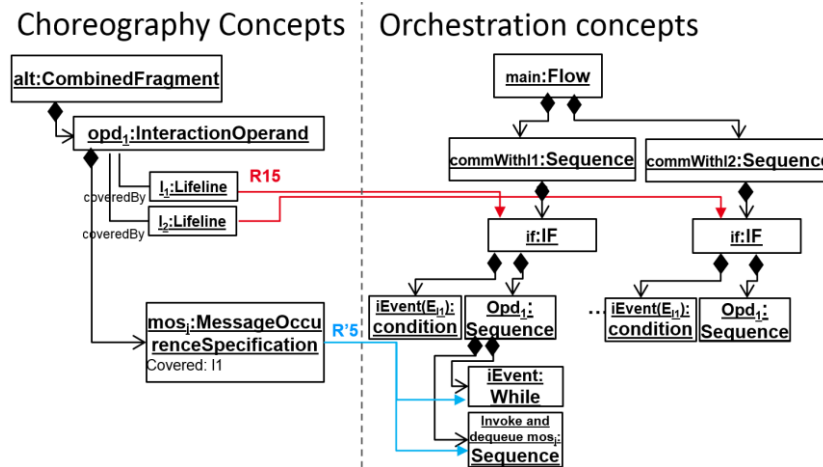 Choreography Concepts
Orchestration concepts
alt:CombinedFragment
main:Flow
opd1:InteractionOperand
commWithl1:Sequence
commWithl2:Sequence
R15
l1:Lifeline
coveredBy
l2:Lifeline
coveredBy
if:IF
if:IF
iEvent(El1):
condition
Opd1:
Sequence
...iEvent(El1):
condition
Opd1:
Sequence
mosi:MessageOccu
renceSpecification
Covered: l1
R'5
iEvent:
While
Invoke and
dequeue mosi:
Sequence